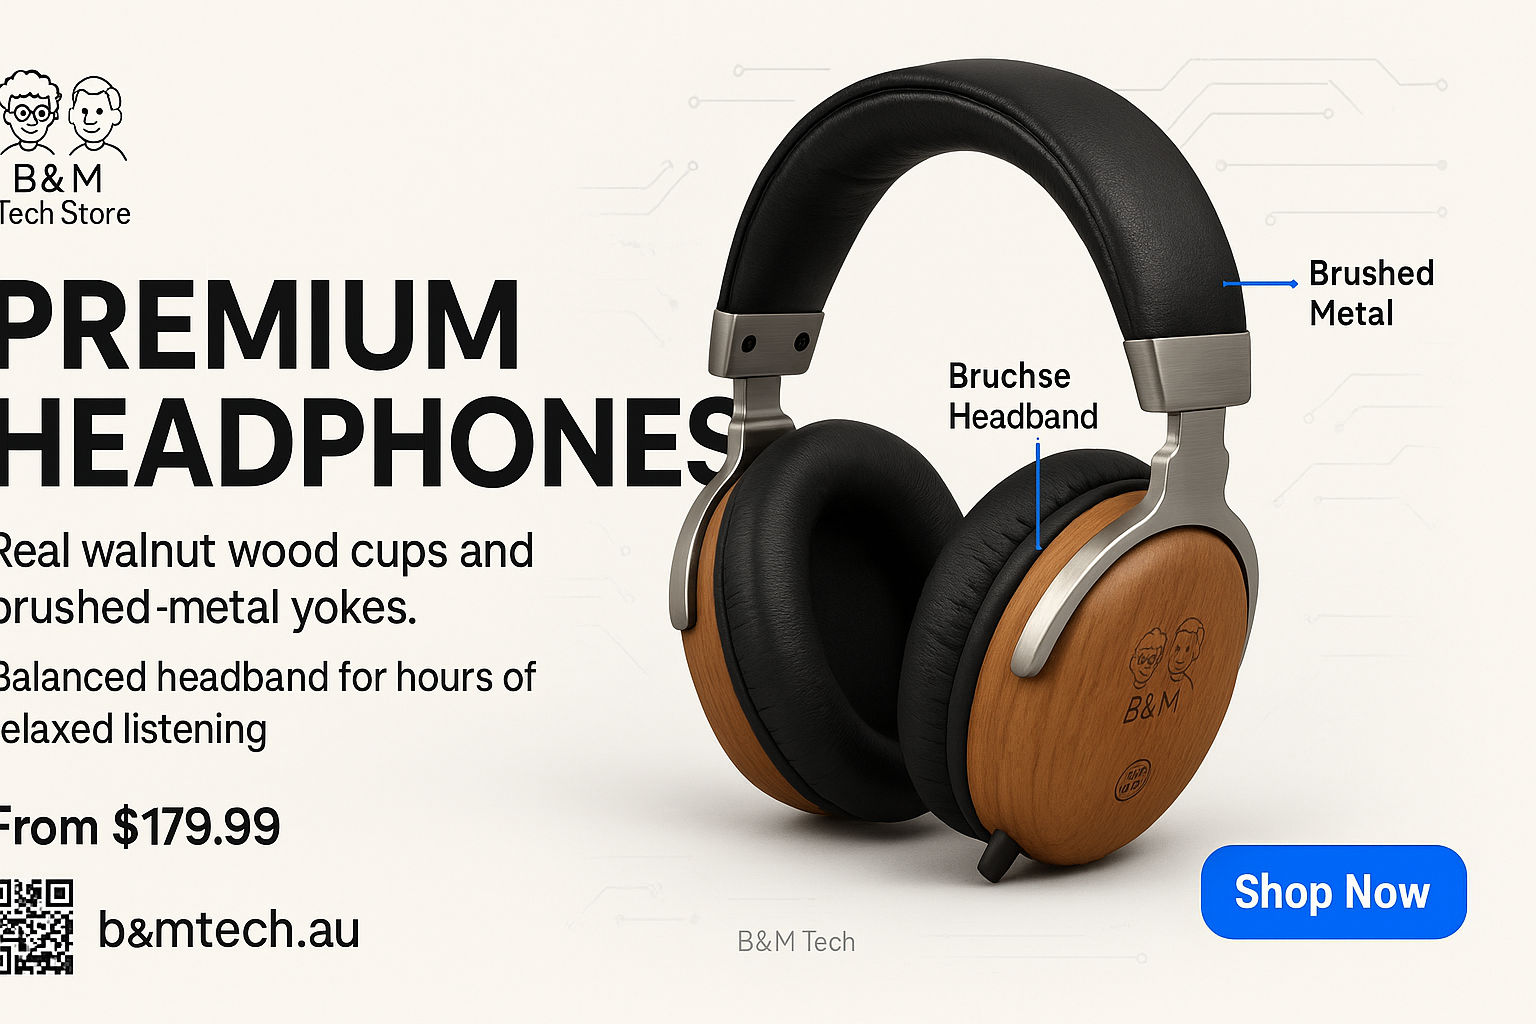 B&M
Tech Store
PREMIUM
HEADPHONES
Real walnut wood cups and
brushed-metal yokes.
Balanced headband for hours of
relaxed listening
From $179.99
b&mtech.au
Brushed
Metal
Bruchse
Headband
B&M
Shop Now
B&M Tech